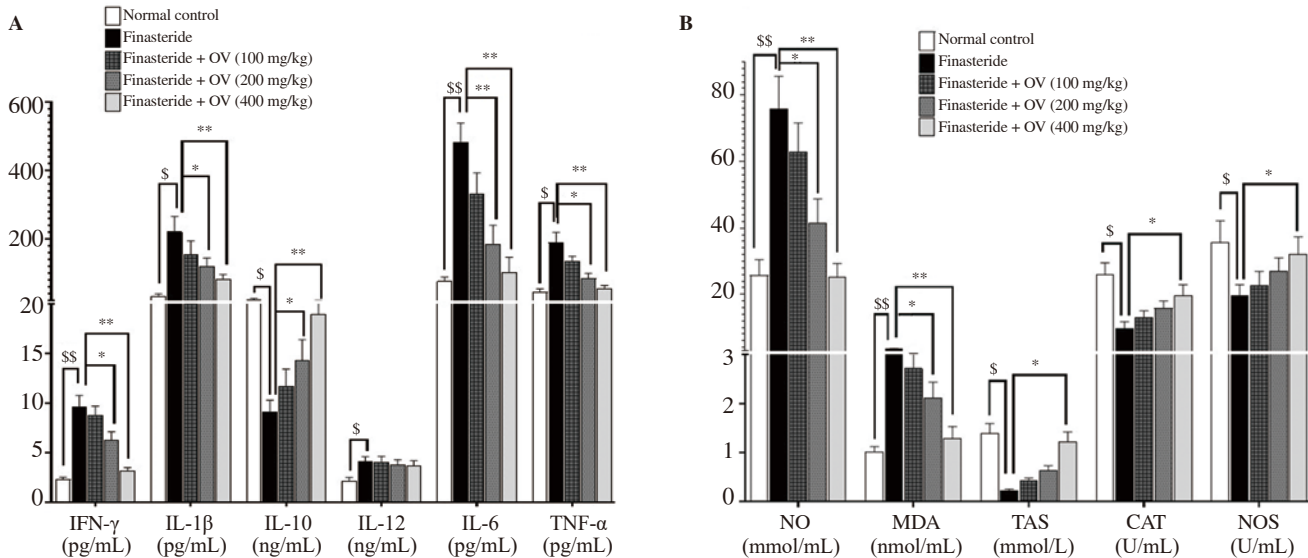 A
Normal control
Finasteride
Finasteride + OV (100 mg/kg)
Finasteride + OV (200 mg/kg)
Finasteride + OV (400 mg/kg)
600
400
200
20
15
10
5
0
$$
*
**
$
*
**
$
*
**
$
$$
**
**
$
*
**
IFN-γ
(pg/mL)
IL-1β
(pg/mL)
IL-10
(ng/mL)
IL-12
(ng/mL)
IL-6
(pg/mL)
TNF-α
(pg/mL)
B
Normal control
Finasteride
Finasteride + OV (100 mg/kg)
Finasteride + OV (200 mg/kg)
Finasteride + OV (400 mg/kg)
80
60
40
20
3
2
1
0
$$
**
*
$$
**
*
$
*
$
*
$
*
NO
(mmol/mL)
MDA
(nmol/mL)
TAS
(mmol/L)
CAT
(U/mL)
NOS
(U/mL)